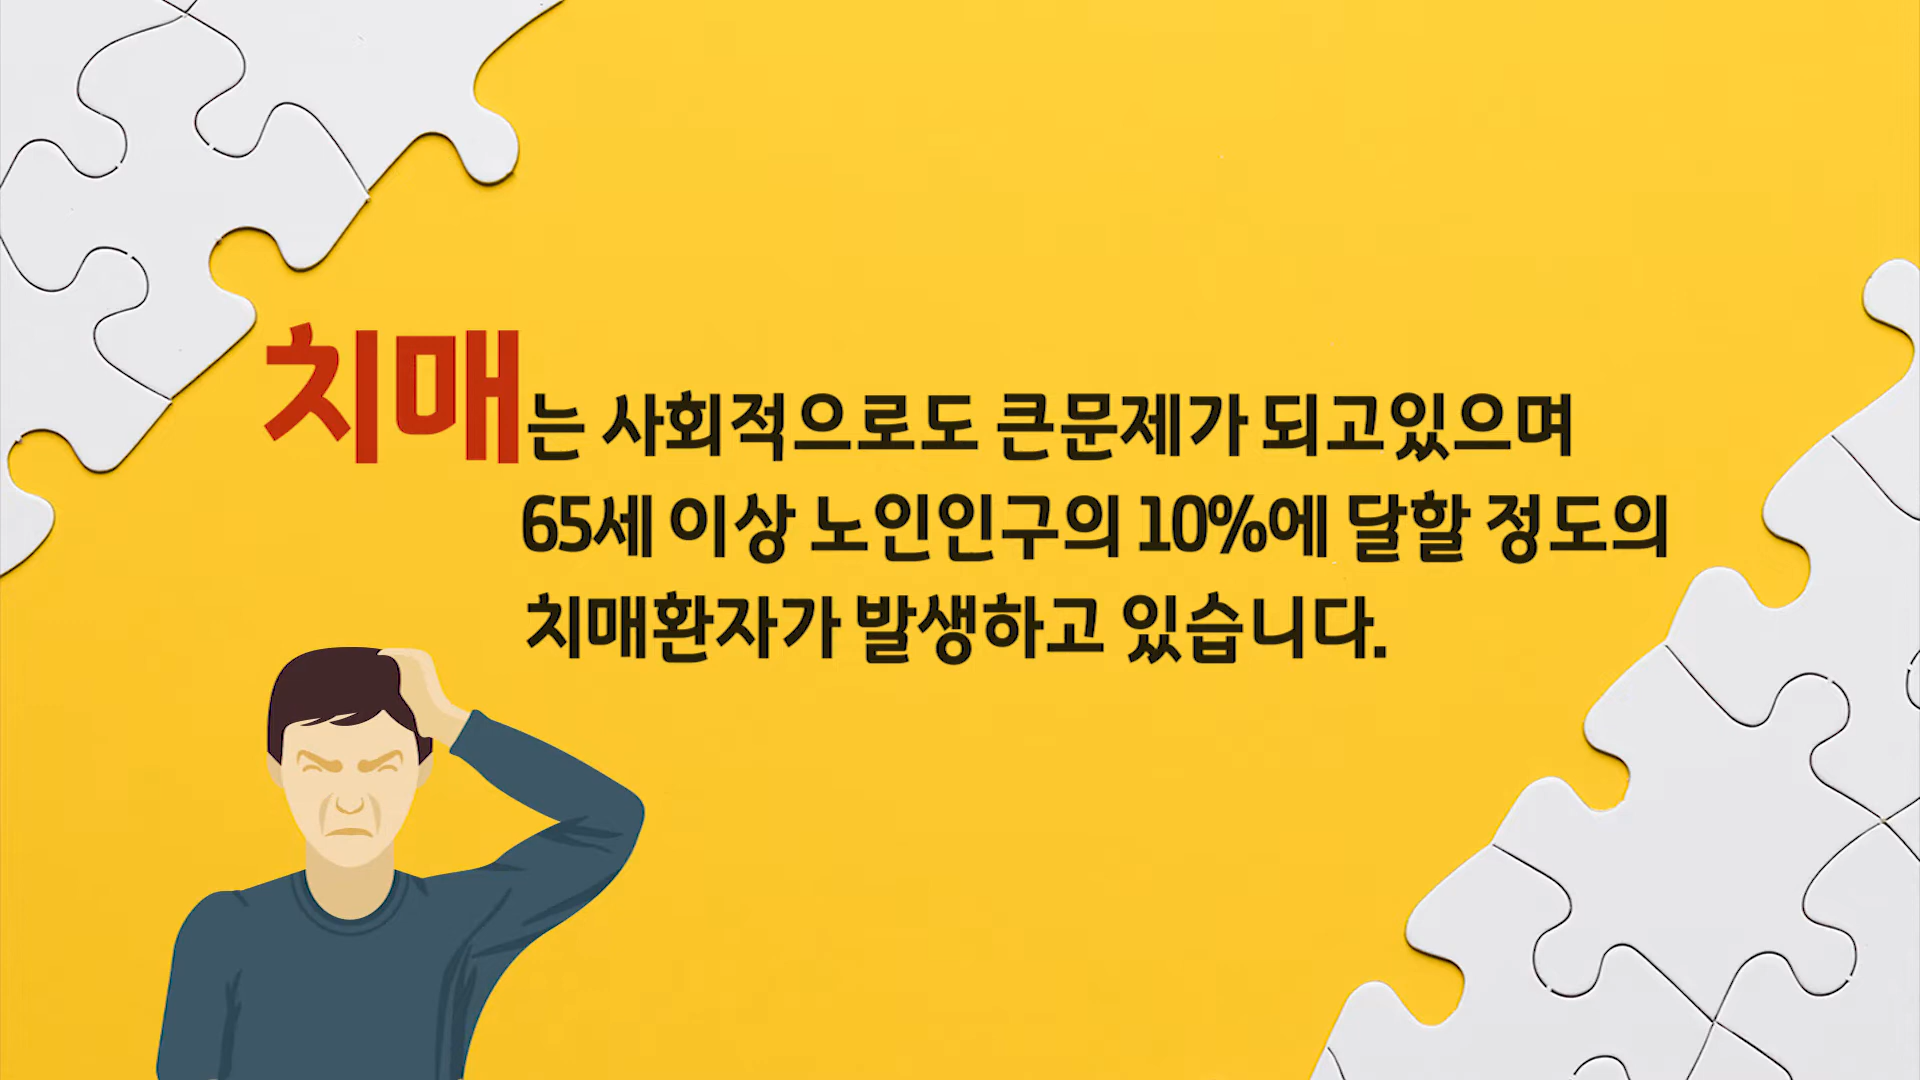 치매는 사회적으로도 큰문제가 되고있으며
65세 이상 노인인구의 10%에 달할 정도의
치매환자가 발생하고 있습니다.